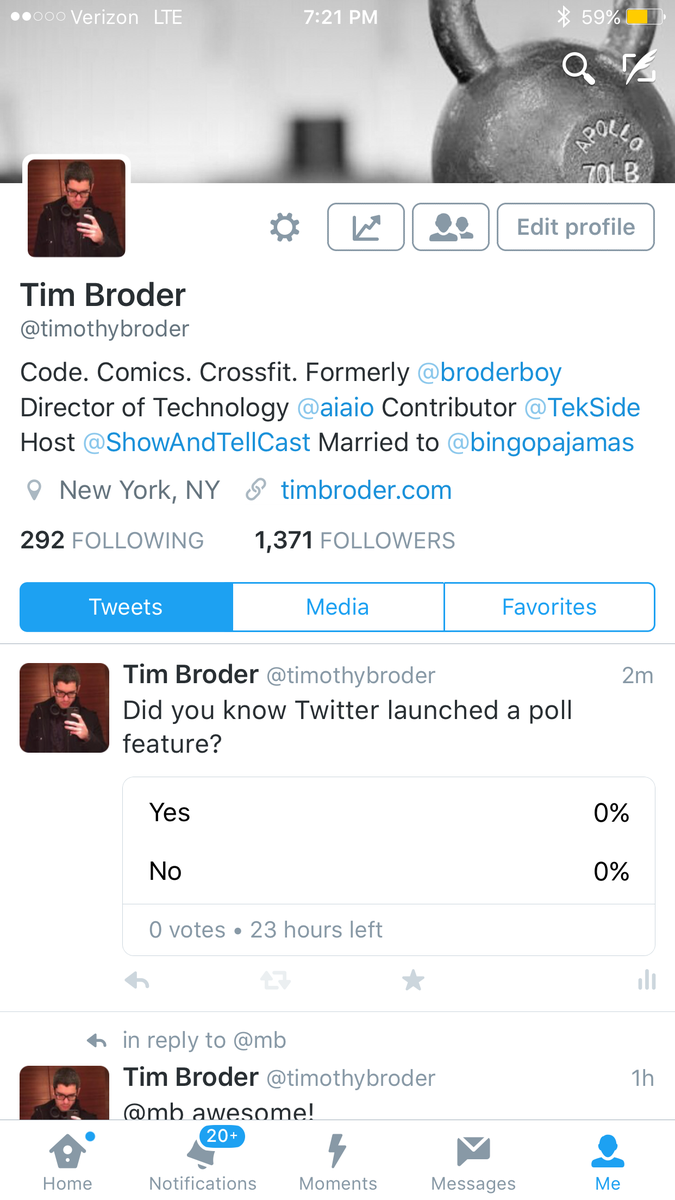 Verizon LTE 7:21 PM 59%
APOLLO
70LB
Edit profile
Tim Broder
@timothybroder
Code. Comics. Crossfit. Formerly @broderboy
Director of Technology @aiaio Contributor @TekSide
Host @ShowAndTellCast Married to @bingopajamas
New York, NY timbroder.com
292 FOLLOWING 1,371 FOLLOWERS
Tweets Media Favorites
Tim Broder @timothybroder 2m
Did you know Twitter launched a poll
feature?
Yes 0%
No 0%
0 votes • 23 hours left
in reply to @mb
Tim Broder @timothybroder 1h
@mb awesome!
20+
Home Notifications Moments Messages Me